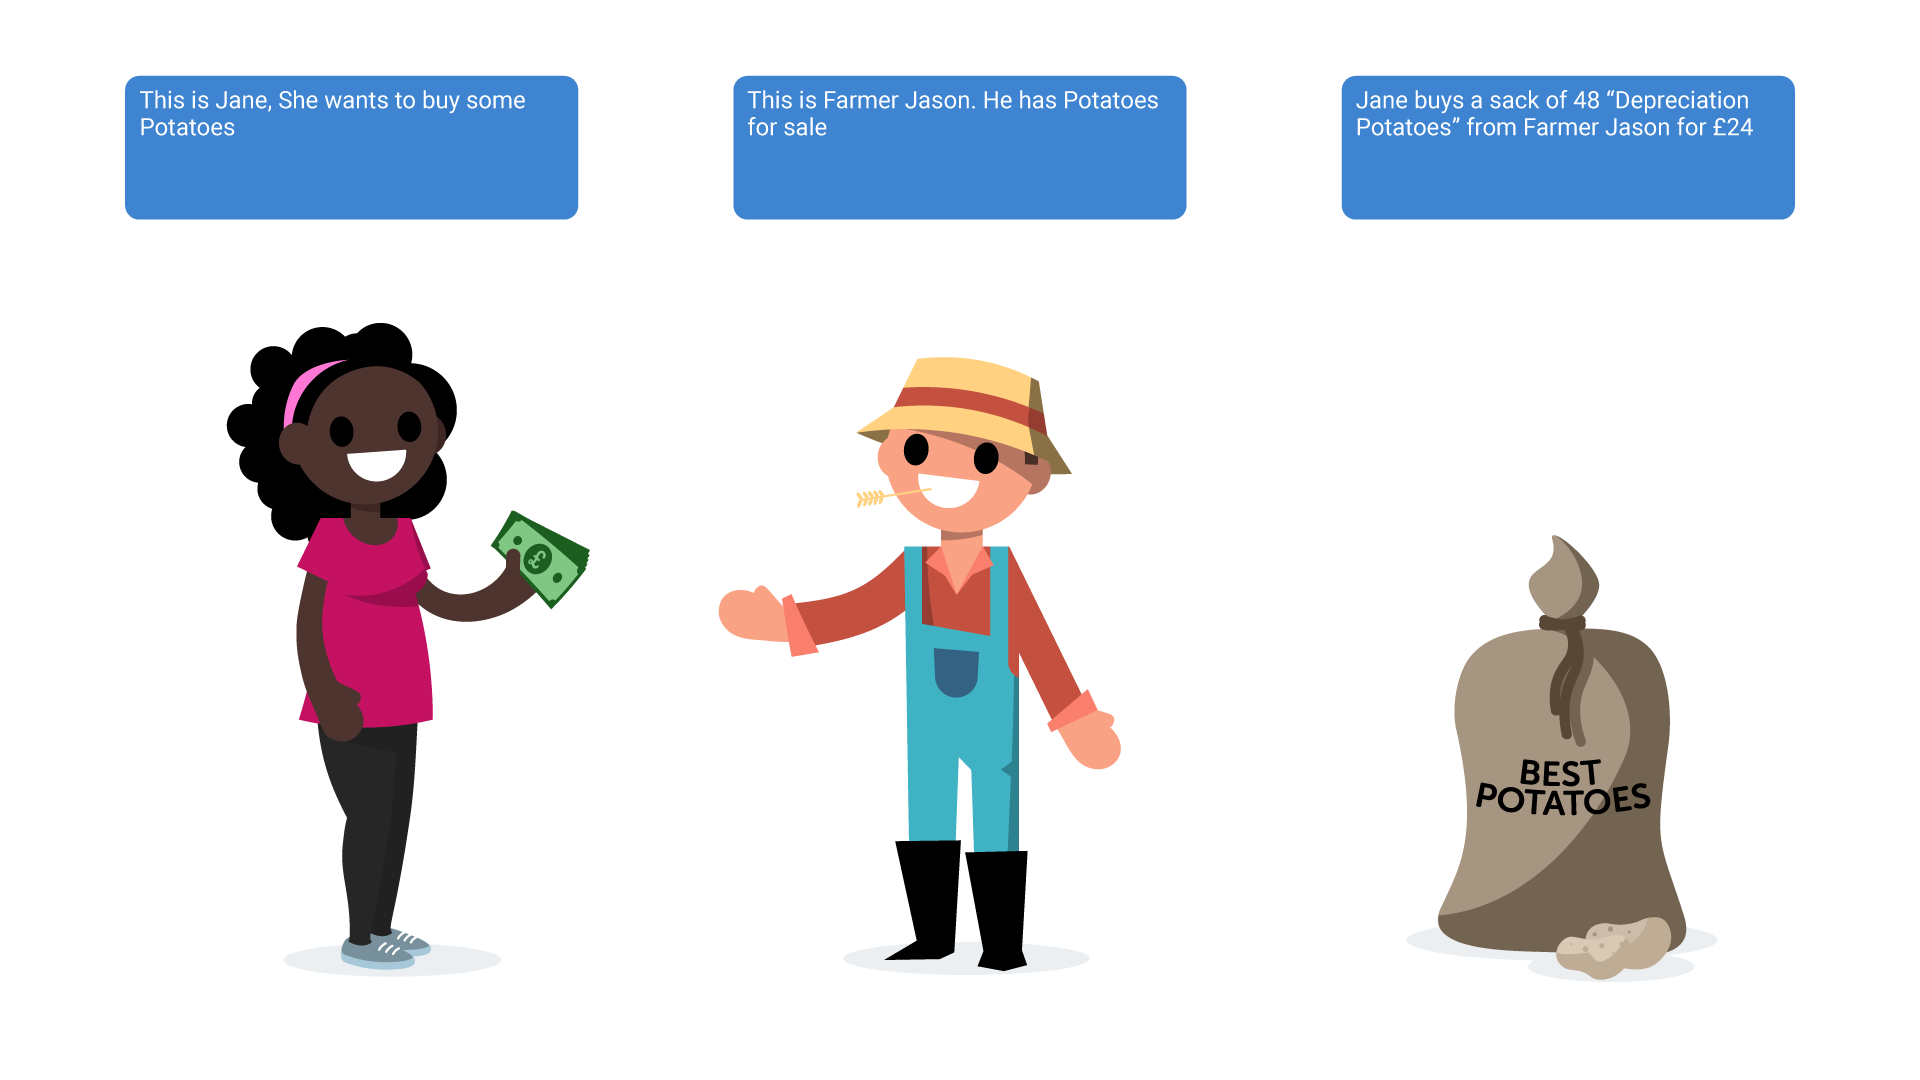 This is Jane, She wants to buy some
Potatoes
This is Farmer Jason. He has Potatoes
for sale
Jane buys a sack of 48 “Depreciation
Potatoes” from Farmer Jason for £24
£
BEST
POTATOES